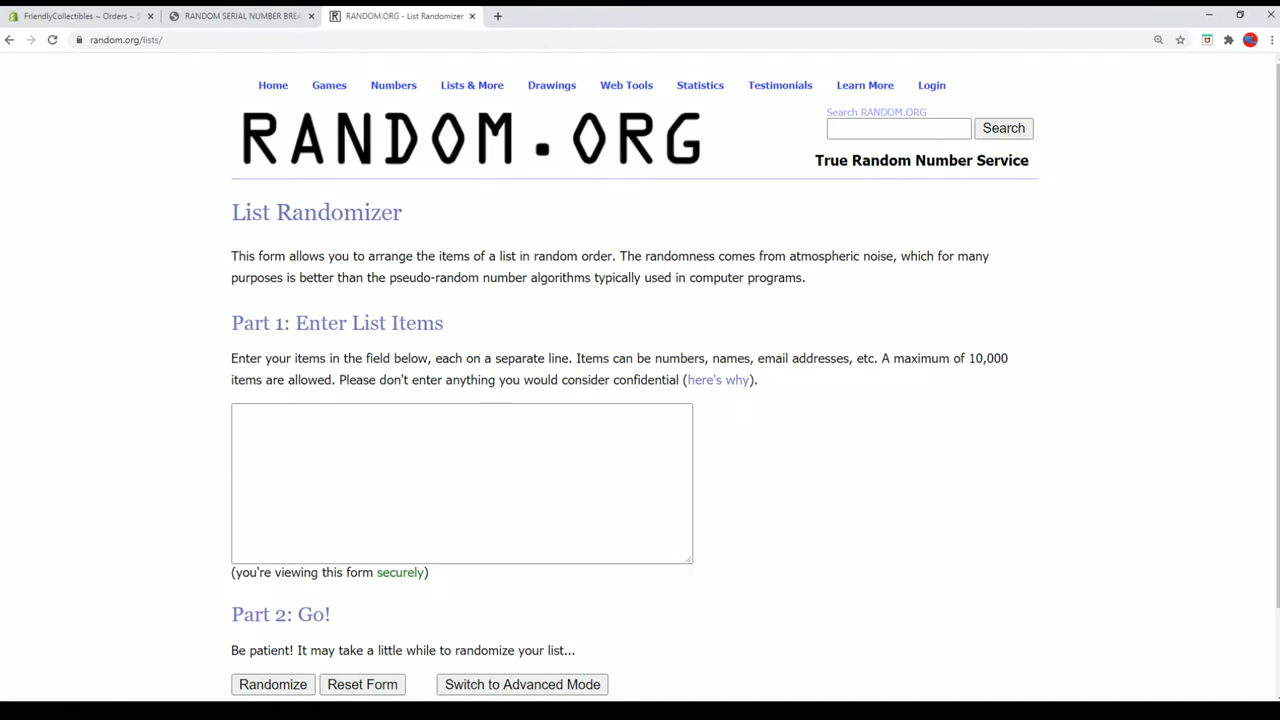 FriendlyCollectibles ~ Orders ~ S
RANDOM SERIAL NUMBER BREA
RANDOM.ORG - List Randomizer
random.org/lists/
Home Games Numbers Lists & More Drawings Web Tools Statistics Testimonials Learn More Login
RANDOM.ORG
Search RANDOM.ORG
Search
True Random Number Service
List Randomizer
This form allows you to arrange the items of a list in random order. The randomness comes from atmospheric noise, which for many
purposes is better than the pseudo-random number algorithms typically used in computer programs.
Part 1: Enter List Items
Enter your items in the field below, each on a separate line. Items can be numbers, names, email addresses, etc. A maximum of 10,000
items are allowed. Please don't enter anything you would consider confidential (here's why).
(you're viewing this form securely)
Part 2: Go!
Be patient! It may take a little while to randomize your list...
Randomize Reset Form Switch to Advanced Mode